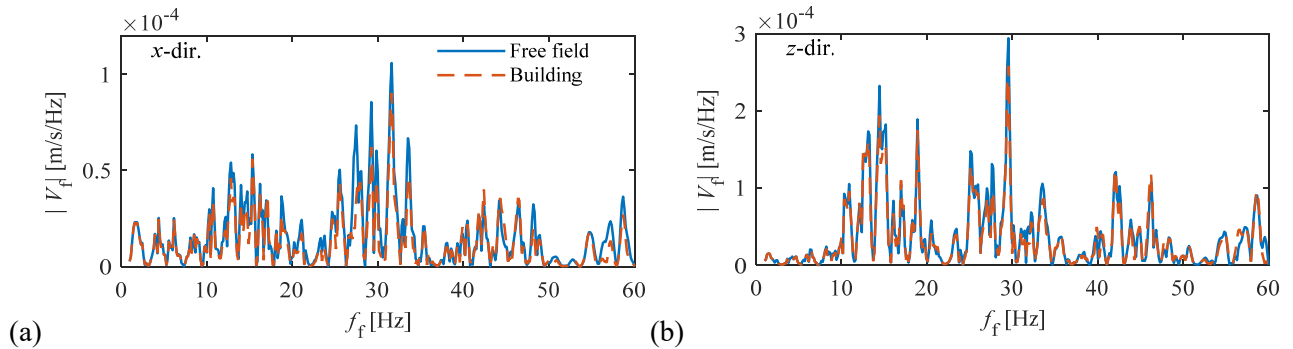 ×10⁻⁴
x-dir.
Free field
Building
1
0.5
0
| V_f| [m/s/Hz]
0 10 20 30 40 50 60
f_f [Hz]
(a)
×10⁻⁴
z-dir.
3
2
1
0
| V_f| [m/s/Hz]
0 10 20 30 40 50 60
f_f [Hz]
(b)